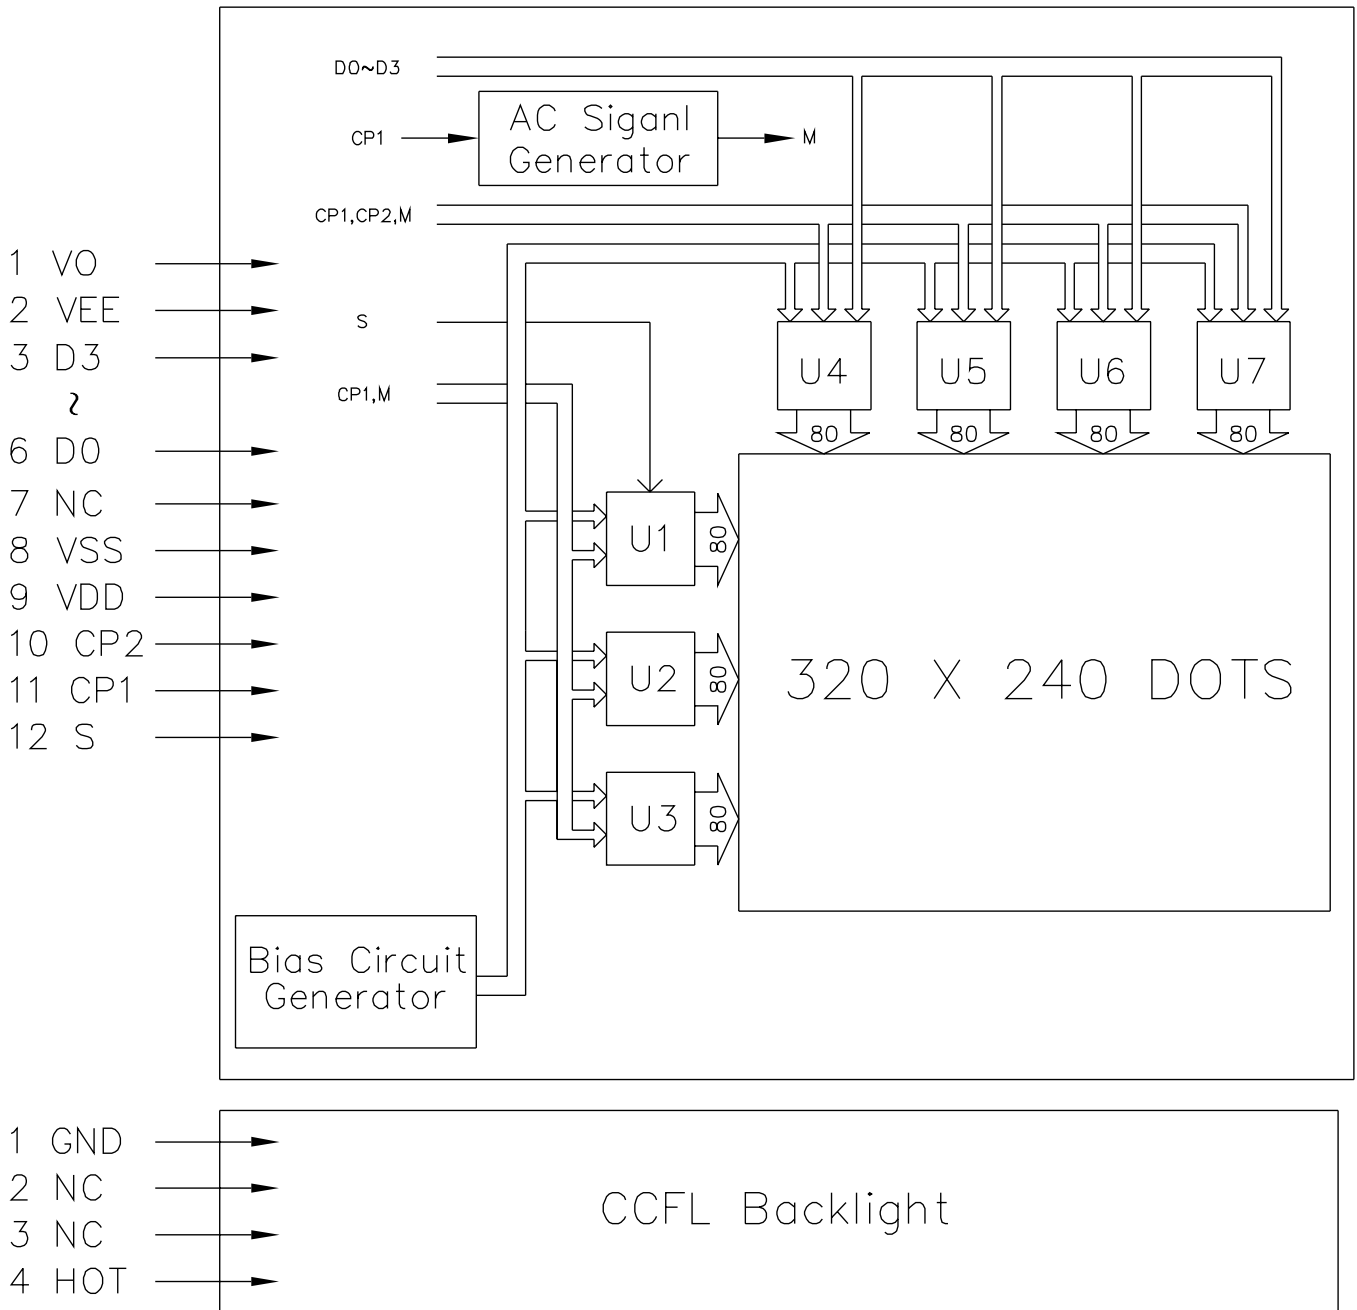 D0~D3
AC Siganl
Generator
CP1
M
CP1,CP2,M
1 VO
2 VEE
3 D3
~
6 D0
7 NC
8 VSS
9 VDD
10 CP2
11 CP1
12 S
S
CP1,M
U4
U5
U6
U7
80
80
80
80
U1
80
U2
80
U3
80
320 X 240 DOTS
Bias Circuit
Generator
1 GND
2 NC
3 NC
4 HOT
CCFL Backlight